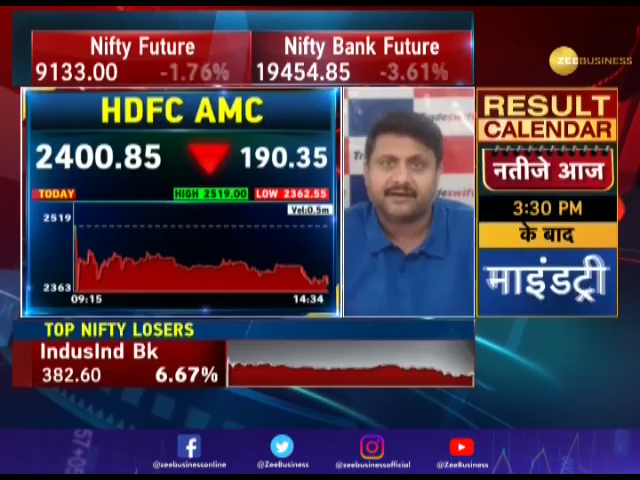 Nifty Future
9133.00 -1.76%
Nifty Bank Future
19454.85 -3.61%
ZEEBUSINESS
HDFC AMC
2400.85 190.35
TODAY HIGH 2519.00 LOW 2362.55
Vol:0.5m
2519
2363
09:15 14:34
Tradeswift
RESULT
CALENDAR
नतीजे आज
3:30 PM
के बाद
माइंडट्री
TOP NIFTY LOSERS
IndusInd Bk
382.60 6.67%
@zeebusinessonline
@ZeeBusiness
@zeebusinessofficial
@ZeeBusiness